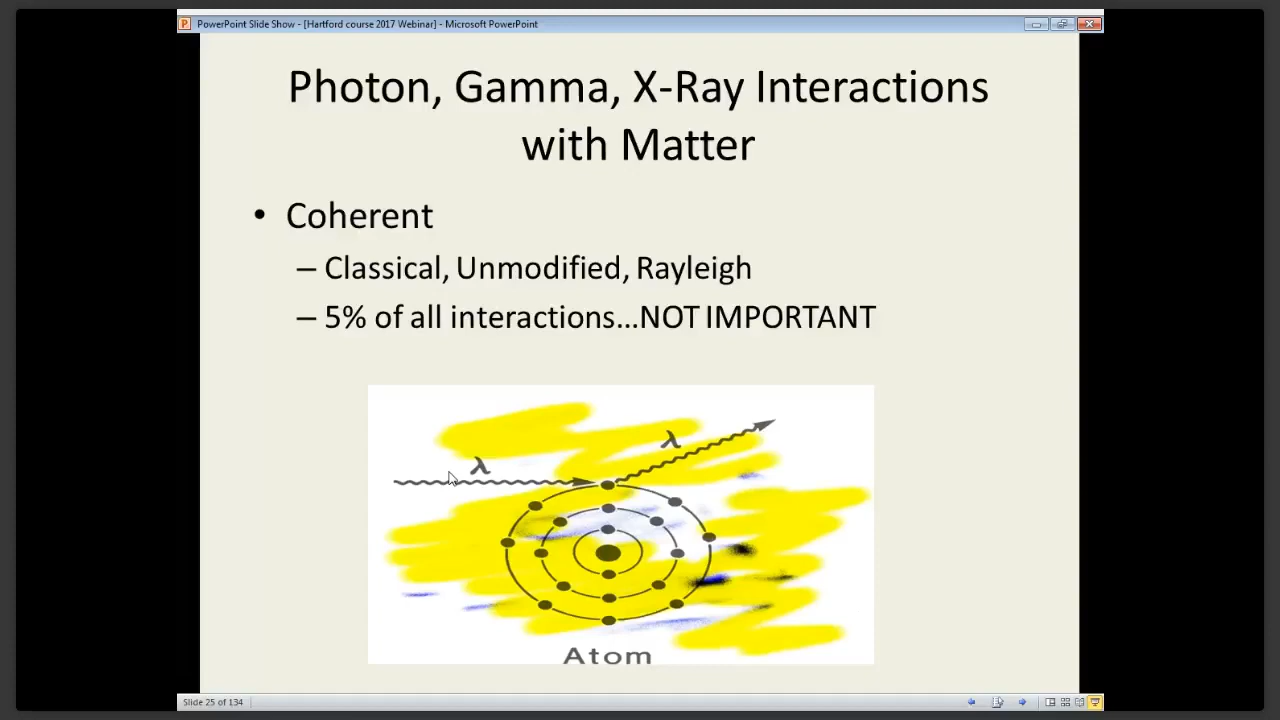 PowerPoint Slide Show - [Hartford course 2017 Webinar] - Microsoft PowerPoint
Photon, Gamma, X-Ray Interactions
with Matter
• Coherent
– Classical, Unmodified, Rayleigh
– 5% of all interactions...NOT IMPORTANT
λ
λ
Atom
Slide 25 of 134